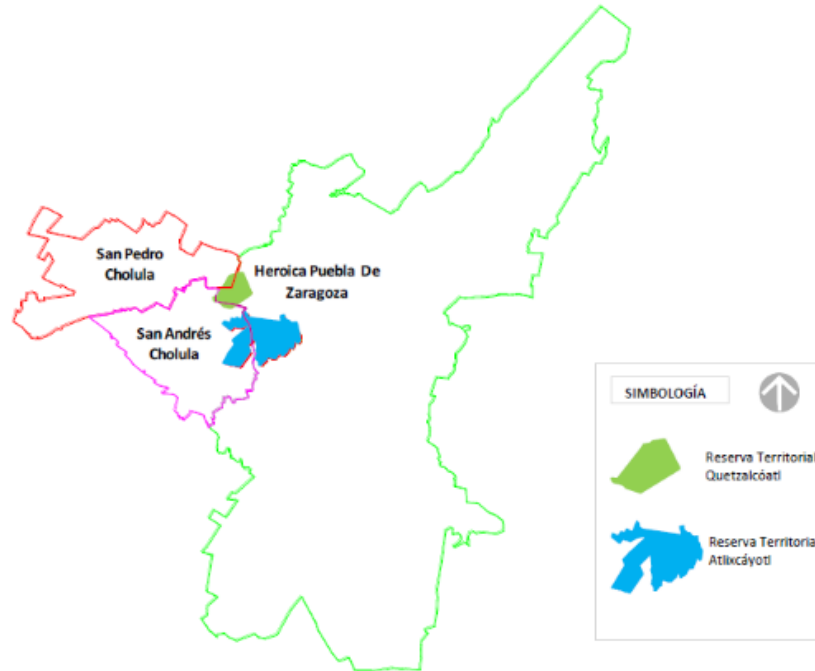 San Pedro
Cholula
Heroica Puebla De
Zaragoza
San Andrés
Cholula
SIMBOLOGÍA
Reserva Territorial
Quetzalcóatl
Reserva Territorial
Atlixcáyotl